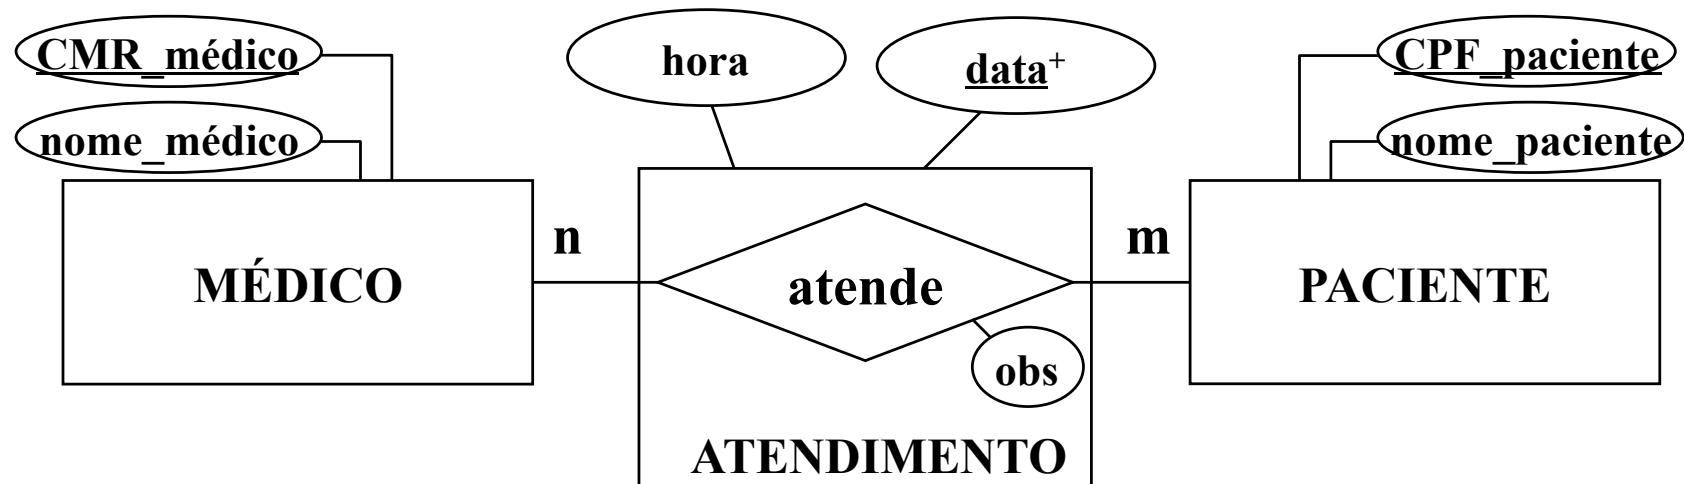 CMR_médico
hora
data+
CPF_paciente
nome_médico
nome_paciente
n
m
MÉDICO
atende
PACIENTE
obs
ATENDIMENTO